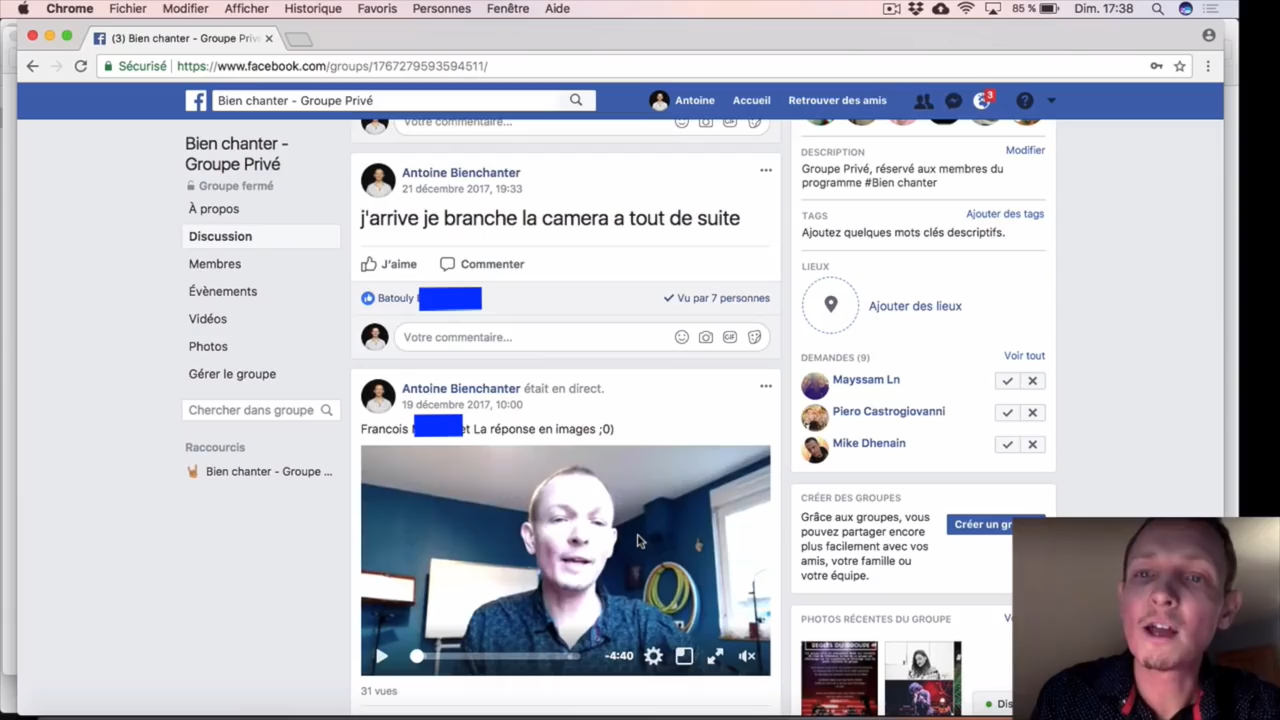 Chrome Fichier Modifier Afficher Historique Favoris Personnes Fenêtre Aide 85 % Dim. 17:38
(3) Bien chanter - Groupe Privé
Sécurisé https://www.facebook.com/groups/1767279593594511/
Bien chanter - Groupe Privé
Antoine Accueil Retrouver des amis 3
Bien chanter -
Groupe Privé
Groupe fermé
À propos
Discussion
Membres
Évènements
Vidéos
Photos
Gérer le groupe
Chercher dans groupe
Raccourcis
Bien chanter - Groupe ...
Votre commentaire...
GIF
Antoine Bienchanter
21 décembre 2017, 19:33
j'arrive je branche la camera a tout de suite
J'aime Commenter
Batouly
Vu par 7 personnes
Votre commentaire...
GIF
Antoine Bienchanter était en direct.
19 décembre 2017, 10:00
Francois et La réponse en images ;0)
-4:40
31 vues
DESCRIPTION Modifier
Groupe Privé, réservé aux membres du
programme #Bien chanter
TAGS Ajouter des tags
Ajoutez quelques mots clés descriptifs.
LIEUX
Ajouter des lieux
DEMANDES (9) Voir tout
Mayssam Ln
Piero Castrogiovanni
Mike Dhenain
CRÉER DES GROUPES
Grâce aux groupes, vous
pouvez partager encore
plus facilement avec vos
amis, votre famille ou
votre équipe.
Créer un gr
PHOTOS RÉCENTES DU GROUPE